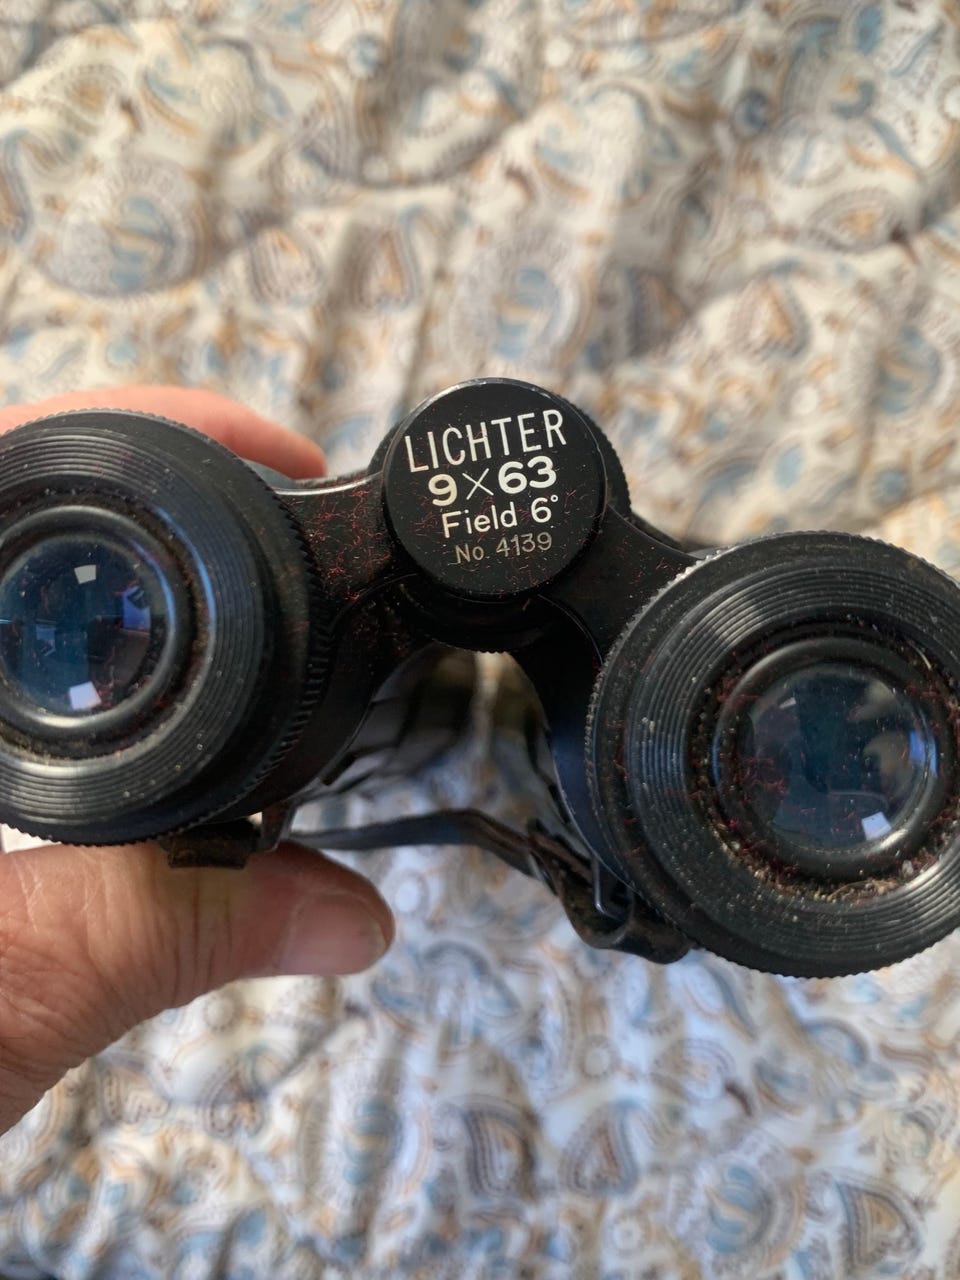 LICHTER
9×63
Field 6°
No. 4139